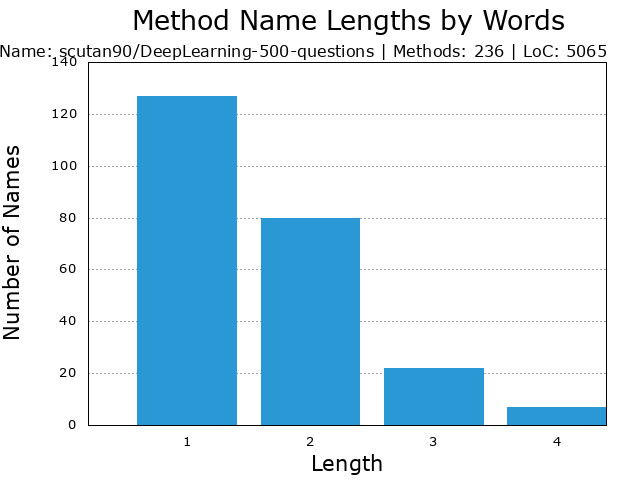 Method Name Lengths by Words
Name: scutan90/DeepLearning-500-questions | Methods: 236 | LoC: 5065
140
120
100
80
60
40
20
0
Number of Names
1 2 3 4
Length